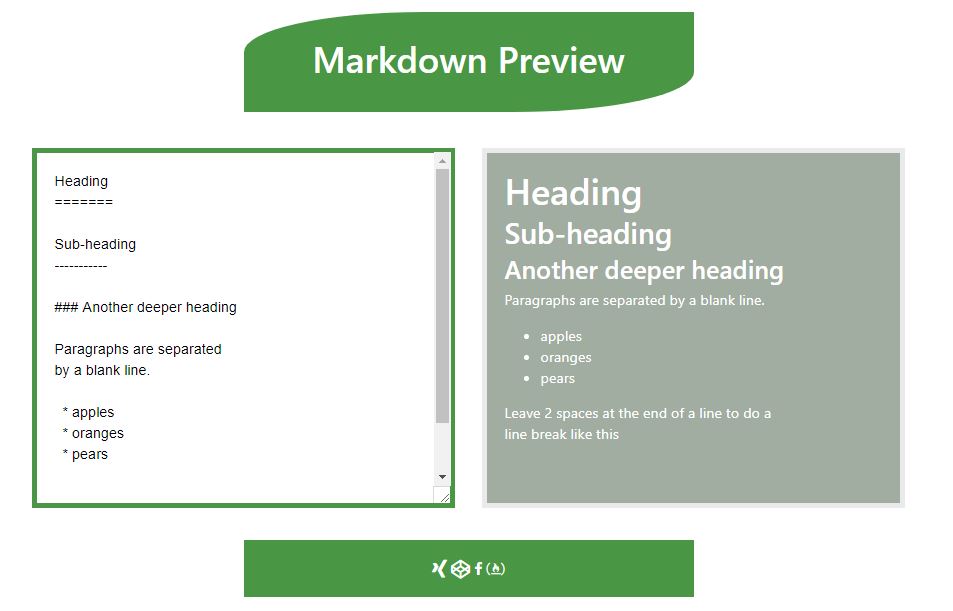 Markdown Preview
Heading
=======
Sub-heading
-----------
### Another deeper heading
Paragraphs are separated
by a blank line.
* apples
* oranges
* pears
Heading
Sub-heading
Another deeper heading
Paragraphs are separated by a blank line.
• apples
• oranges
• pears
Leave 2 spaces at the end of a line to do a
line break like this